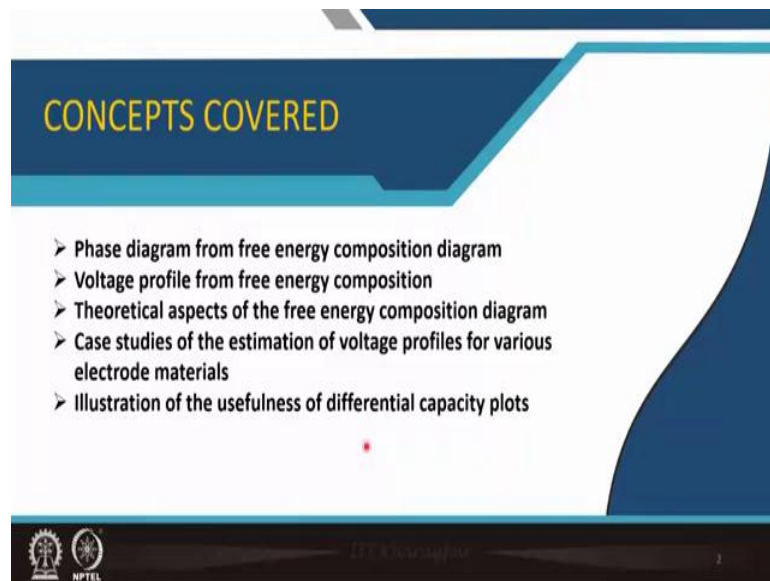 CONCEPTS COVERED
➢ Phase diagram from free energy composition diagram
➢ Voltage profile from free energy composition
➢ Theoretical aspects of the free energy composition diagram
➢ Case studies of the estimation of voltage profiles for various
electrode materials
➢ Illustration of the usefulness of differential capacity plots
NPTEL
2